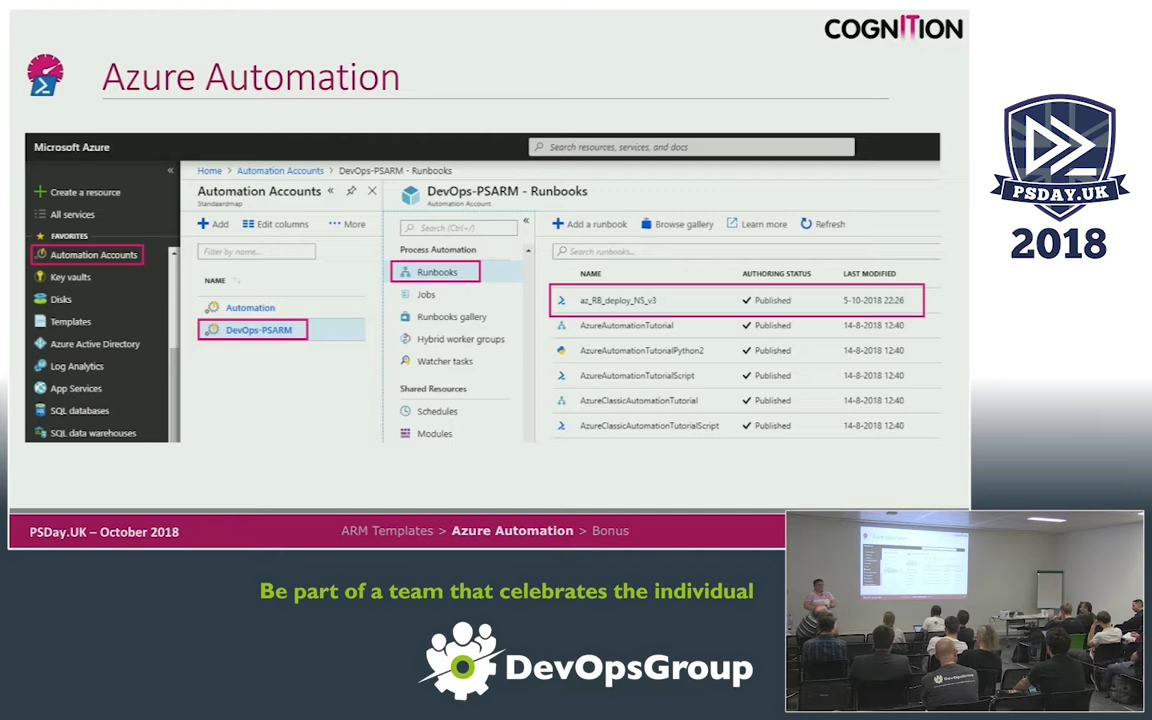 COGNITION
Azure Automation
Microsoft Azure
Search resources, services, and docs
Create a resource
All services
FAVORITES
Automation Accounts
Key vaults
Disks
Templates
Azure Active Directory
Log Analytics
App Services
SQL databases
SQL data warehouses
Home > Automation Accounts > DevOps-PSARM - Runbooks
Automation Accounts
Standaardmap
Add Edit columns More
Filter by name...
NAME
Automation
DevOps-PSARM
DevOps-PSARM - Runbooks
Automation Account
Search (Ctrl+/)
Process Automation
Runbooks
Jobs
Runbooks gallery
Hybrid worker groups
Watcher tasks
Shared Resources
Schedules
Modules
Add a runbook Browse gallery Learn more Refresh
Search runbooks...
NAME AUTHORING STATUS LAST MODIFIED
az_RB_deploy_NS_v3 Published 5-10-2018 22:26
AzureAutomationTutorial Published 14-8-2018 12:40
AzureAutomationTutorialPython2 Published 14-8-2018 12:40
AzureAutomationTutorialScript Published 14-8-2018 12:40
AzureClassicAutomationTutorial Published 14-8-2018 12:40
AzureClassicAutomationTutorialScript Published 14-8-2018 12:40
PSDay.UK – October 2018
ARM Templates > Azure Automation > Bonus
PSDAY.UK
2018
Be part of a team that celebrates the individual
DevOpsGroup